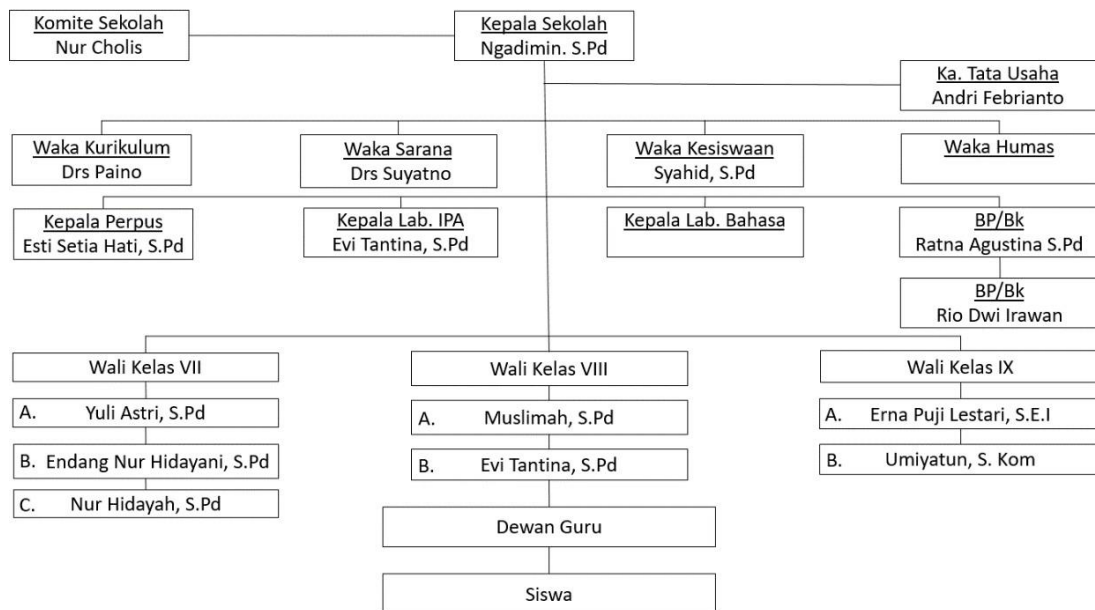 Komite Sekolah
Nur Cholis
Kepala Sekolah
Ngadimin. S.Pd
Ka. Tata Usaha
Andri Febrianto
Waka Kurikulum
Drs Paino
Waka Sarana
Drs Suyatno
Waka Kesiswaan
Syahid, S.Pd
Waka Humas
Kepala Perpus
Esti Setia Hati, S.Pd
Kepala Lab. IPA
Evi Tantina, S.Pd
Kepala Lab. Bahasa
BP/Bk
Ratna Agustina S.Pd
BP/Bk
Rio Dwi Irawan
Wali Kelas VII
A. Yuli Astri, S.Pd
B. Endang Nur Hidayani, S.Pd
C. Nur Hidayah, S.Pd
Wali Kelas VIII
A. Muslimah, S.Pd
B. Evi Tantina, S.Pd
Wali Kelas IX
A. Erna Puji Lestari, S.E.I
B. Umiyatun, S. Kom
Dewan Guru
Siswa